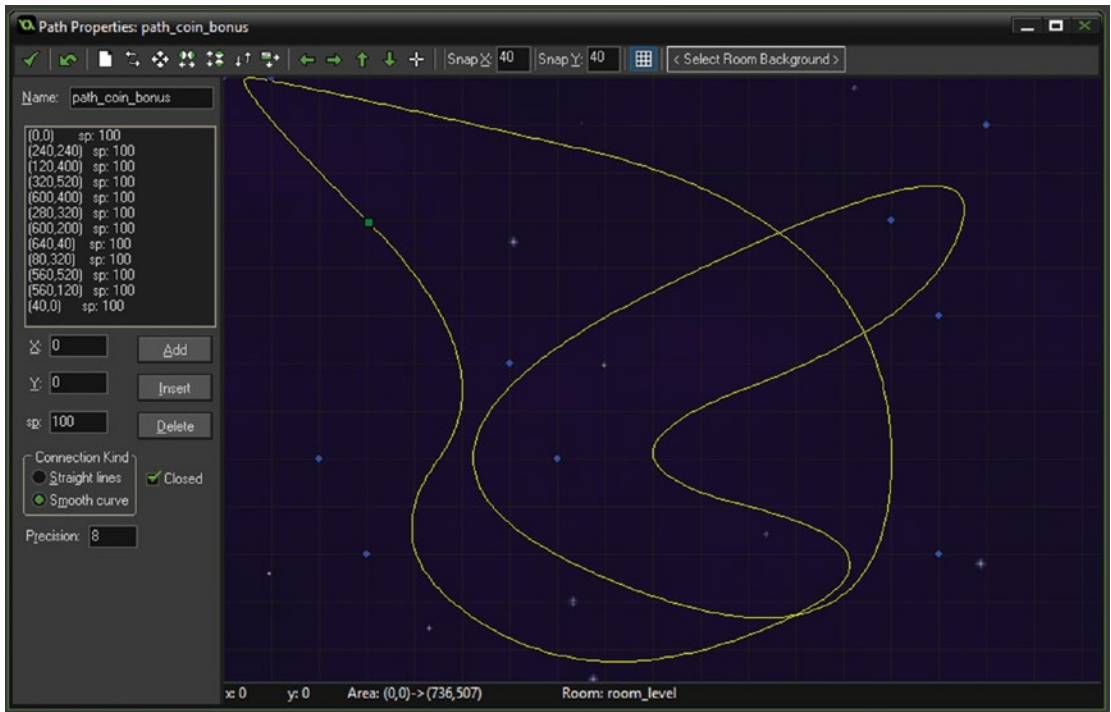 Path Properties: path_coin_bonus
Snap X: 40 Snap Y: 40 < Select Room Background >
Name: path_coin_bonus
(0,0) sp: 100
(240,240) sp: 100
(120,400) sp: 100
(320,520) sp: 100
(600,400) sp: 100
(280,320) sp: 100
(600,200) sp: 100
(640,40) sp: 100
(80,320) sp: 100
(560,520) sp: 100
(560,120) sp: 100
(40,0) sp: 100
X: 0 Add
Y: 0 Insert
sp: 100 Delete
Connection Kind
Straight lines Closed
Smooth curve
Precision: 8
x: 0 y: 0 Area: (0,0)->(736,507) Room: room_level